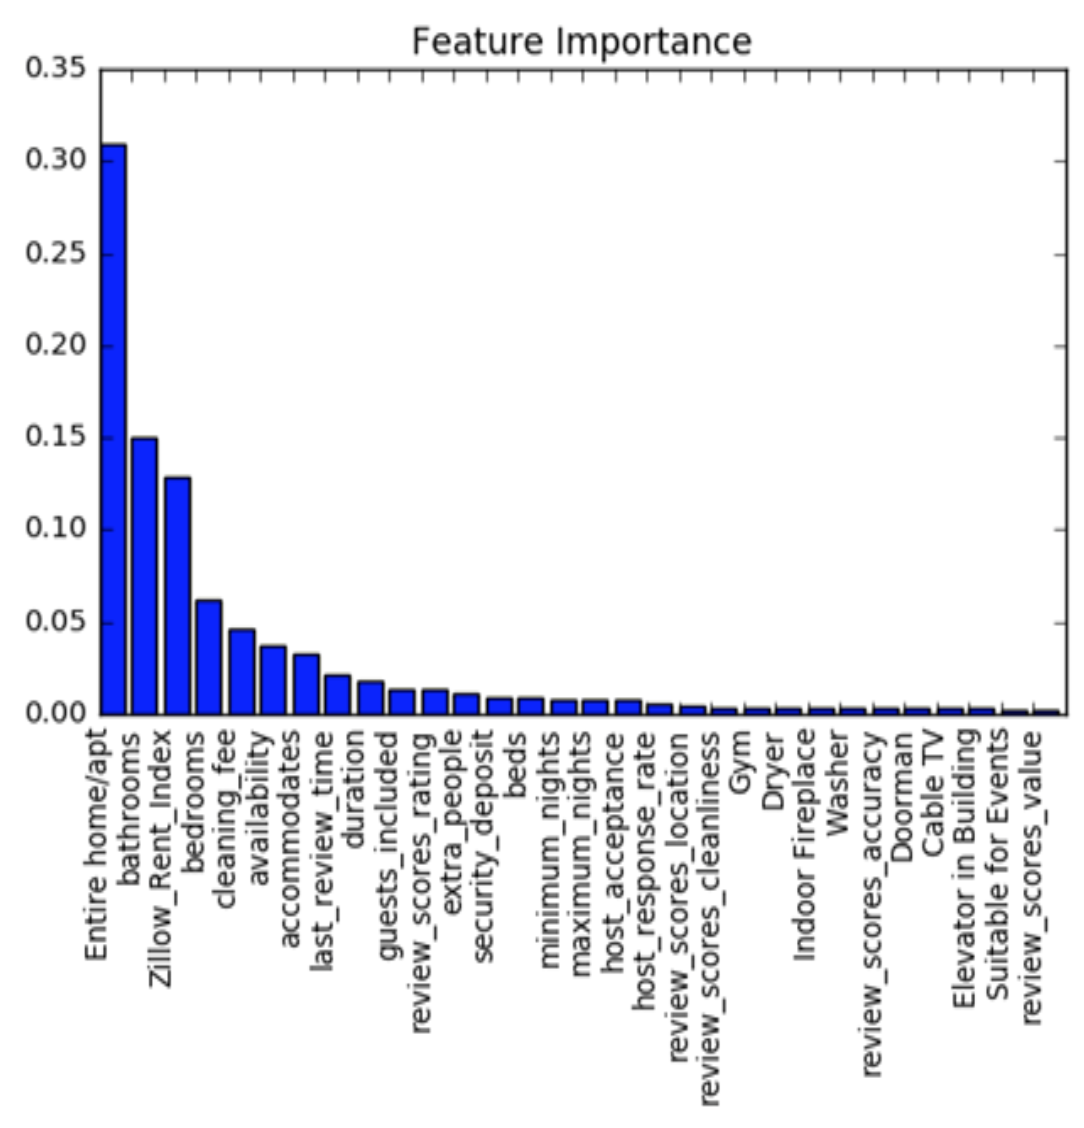 Feature Importance
0.35
0.30
0.25
0.20
0.15
0.10
0.05
0.00
Entire home/apt
bathrooms
Zillow_Rent_Index
bedrooms
cleaning_fee
availability
accommodates
last_review_time
duration
guests_included
review_scores_rating
extra_people
security_deposit
beds
minimum_nights
maximum_nights
host_acceptance
host_response_rate
review_scores_location
review_scores_cleanliness
Gym
Dryer
Indoor Fireplace
Washer
review_scores_accuracy
Doorman
Cable TV
Elevator in Building
Suitable for Events
review_scores_value